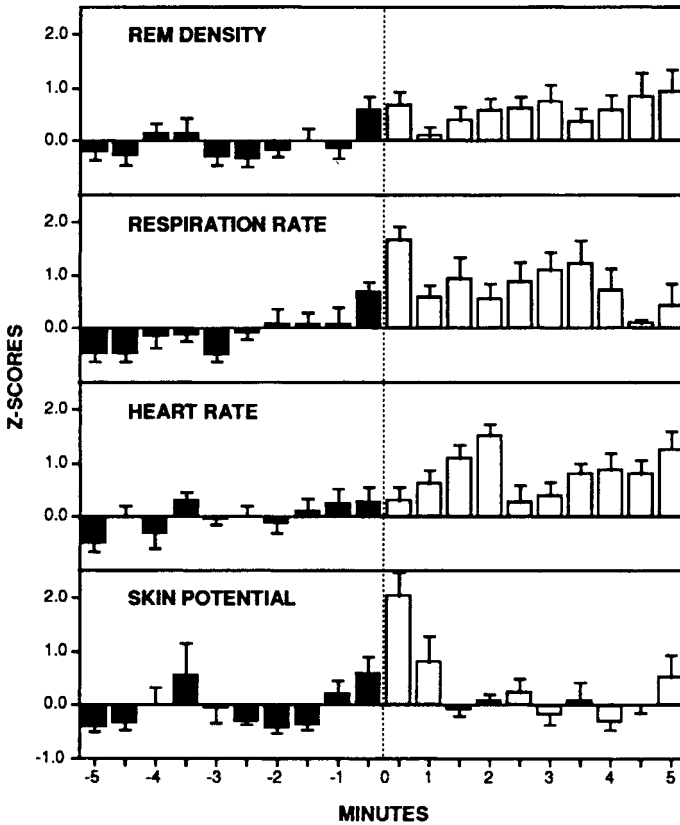 REM DENSITY
2.0
1.0
0.0
RESPIRATION RATE
2.0
1.0
0.0
HEART RATE
2.0
1.0
0.0
SKIN POTENTIAL
2.0
1.0
0.0
-1.0
Z-SCORES
-5 -4 -3 -2 -1 0 1 2 3 4 5
MINUTES